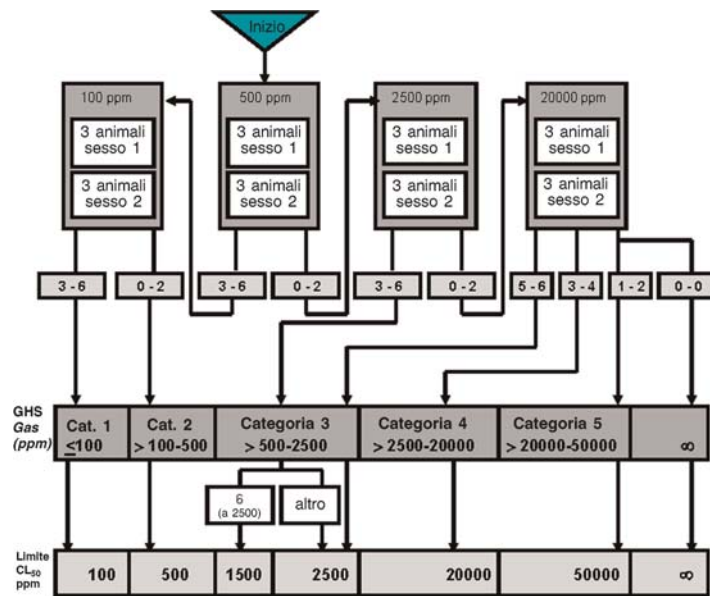 Inizio
100 ppm
500 ppm
2500 ppm
20000 ppm
3 animali
sesso 1
3 animali
sesso 1
3 animali
sesso 1
3 animali
sesso 1
3 animali
sesso 2
3 animali
sesso 2
3 animali
sesso 2
3 animali
sesso 2
3 - 6
0 - 2
3 - 6
0 - 2
3 - 6
0 - 2
5 - 6
3 - 4
1 - 2
0 - 0
GHS
Gas
(ppm)
Cat. 1
≤100
Cat. 2
> 100-500
Categoria 3
> 500-2500
Categoria 4
> 2500-20000
Categoria 5
> 20000-50000
∞
6
(a 2500)
altro
Limite
CL50
ppm
100
500
1500
2500
20000
50000
∞